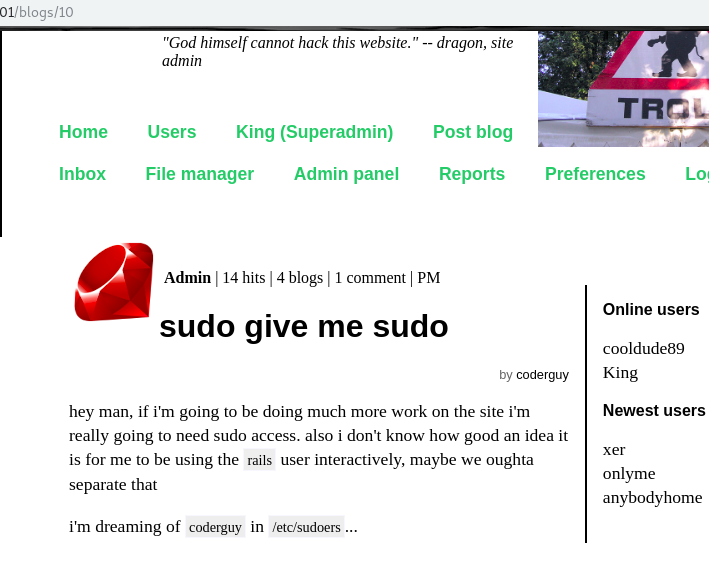 01/blogs/10
"God himself cannot hack this website." -- dragon, site
admin
Home Users King (Superadmin) Post blog
Inbox File manager Admin panel Reports Preferences
Admin | 14 hits | 4 blogs | 1 comment | PM
sudo give me sudo
by coderguy
hey man, if i'm going to be doing much more work on the site i'm
really going to need sudo access. also i don't know how good an idea it
is for me to be using the rails user interactively, maybe we oughta
separate that
i'm dreaming of coderguy in /etc/sudoers ...
Online users
cooldude89
King
Newest users
xer
onlyme
anybodyhome